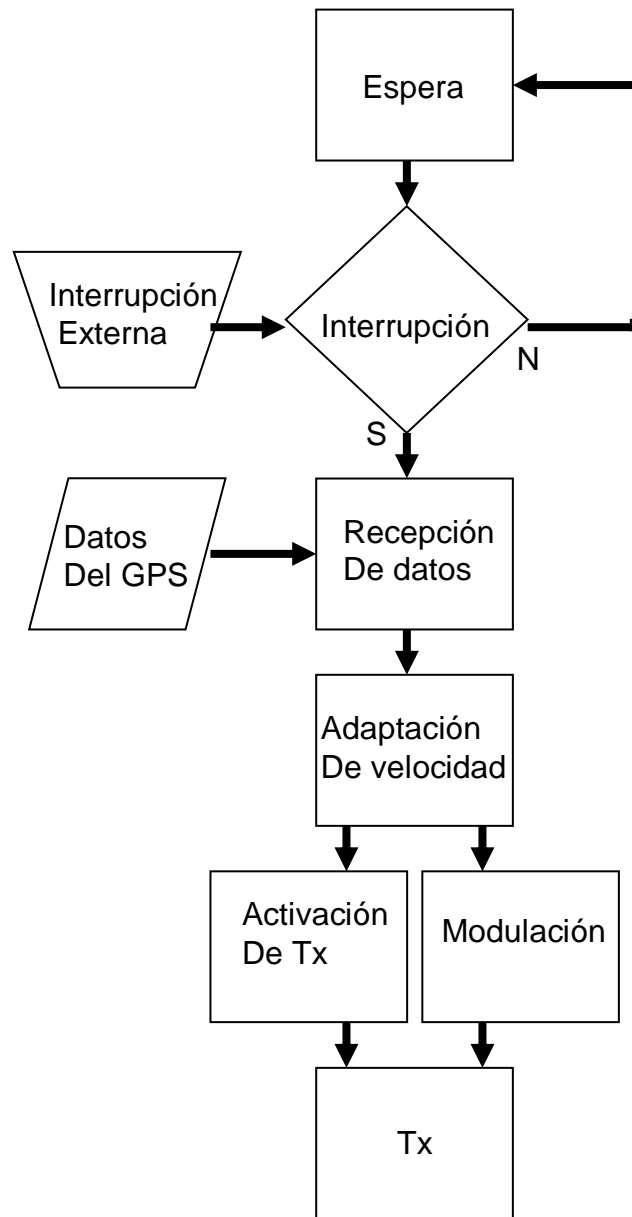 Espera
Interrupción
Externa
Interrupción
N
S
Datos
Del GPS
Recepción
De datos
Adaptación
De velocidad
Activación
De Tx
Modulación
Tx